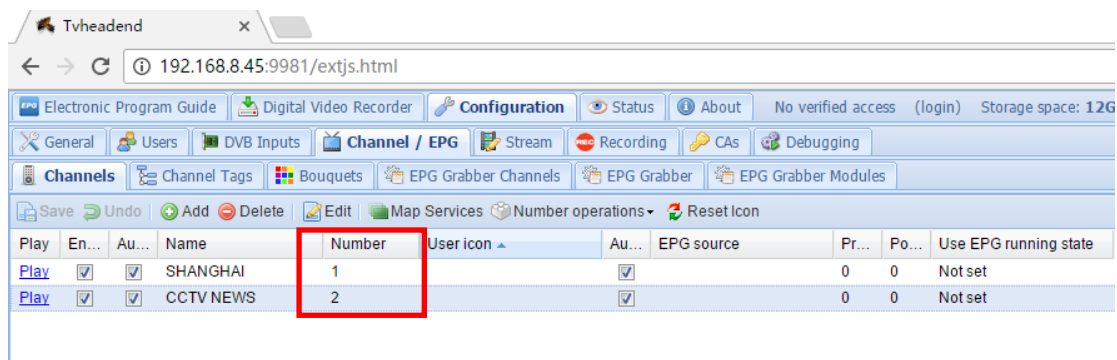 Tvheadend
192.168.8.45:9981/extjs.html
EPG Electronic Program Guide Digital Video Recorder Configuration Status About No verified access (login) Storage space: 12G
General Users DVB Inputs Channel / EPG Stream REC Recording CAs Debugging
Channels Channel Tags Bouquets EPG Grabber Channels EPG Grabber EPG Grabber Modules
Save Undo Add Delete Edit Map Services Number operations Reset Icon
Play En... Au... Name Number User icon Au... EPG source Pr... Po... Use EPG running state
Play SHANGHAI 1 0 0 Not set
Play CCTV NEWS 2 0 0 Not set